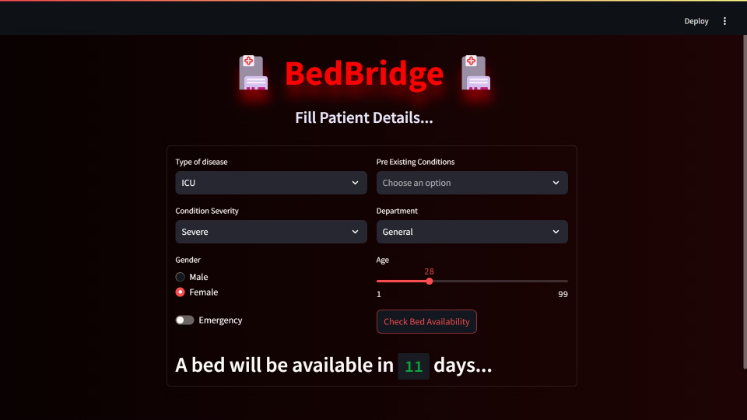 Deploy
BedBridge
Fill Patient Details...
Type of disease
Pre Existing Conditions
ICU
Choose an option
Condition Severity
Department
Severe
General
Gender
Age
Male
28
Female
1
99
Emergency
Check Bed Availability
A bed will be available in 11 days...